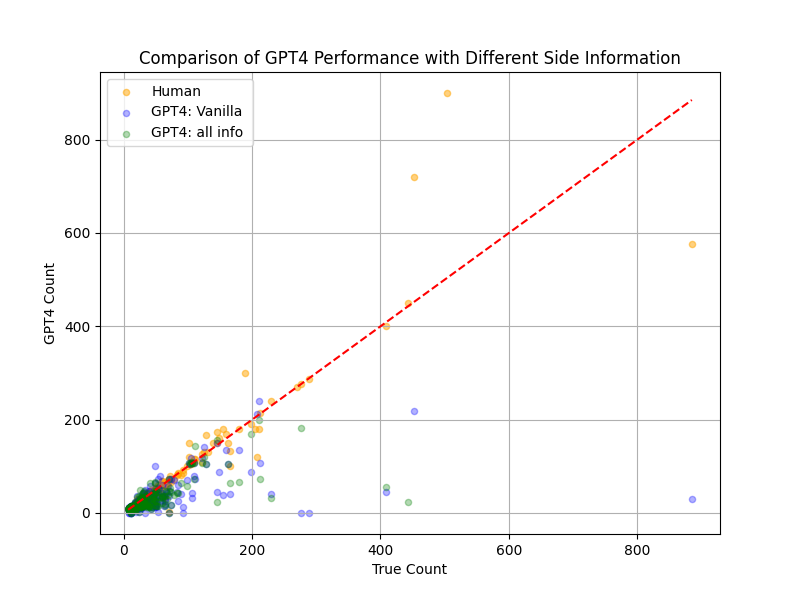 Comparison of GPT4 Performance with Different Side Information
Human
GPT4: Vanilla
GPT4: all info
800
600
400
200
0
GPT4 Count
0 200 400 600 800
True Count